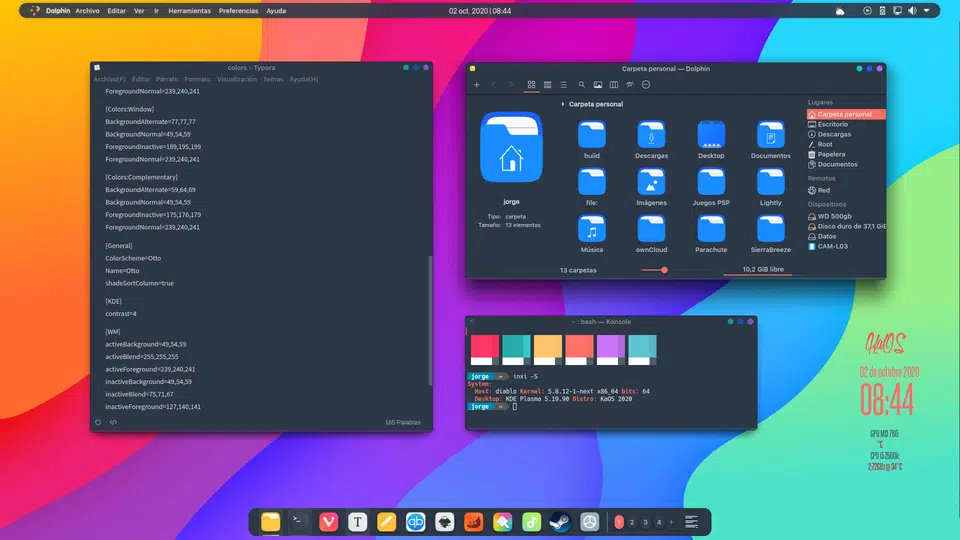 Dolphin Archivo Editar Ver Ir Herramientas Preferencias Ayuda
02 oct. 2020 | 08:44
colors – Typora
Archivo(F) Editar Párrafo Formato Visualización Temas Ayuda(H)
ForegroundNormal=239,240,241
[Colors:Window]
BackgroundAlternate=77,77,77
BackgroundNormal=49,54,59
ForegroundInactive=189,195,199
ForegroundNormal=239,240,241
[Colors:Complementary]
BackgroundAlternate=59,64,69
BackgroundNormal=49,54,59
ForegroundInactive=175,176,179
ForegroundNormal=239,240,241
[General]
ColorScheme=Otto
Name=Otto
shadeSortColumn=true
[KDE]
contrast=4
[WM]
activeBackground=49,54,59
activeBlend=255,255,255
activeForeground=239,240,241
inactiveBackground=49,54,59
inactiveBlend=75,71,67
inactiveForeground=127,140,141
165 Palabras
Carpeta personal — Dolphin
jorge
Tipo: carpeta
Tamaño: 13 elementos
Carpeta personal
build Descargas Desktop Documentos
file: Imágenes Juegos PSP Lightly
Música ownCloud Parachute SierraBreeze
13 carpetas
10,2 GiB libre
Lugares
Carpeta personal
Escritorio
Descargas
Root
Papelera
Documentos
Remotos
Red
Dispositivos
WD 500gb
Disco duro de 37,1 GiB
Datos
CAM-L03
~ : bash — Konsole
jorge ~ inxi -S
System:
Host: diablo Kernel: 5.8.12-1-next x86_64 bits: 64
Desktop: KDE Plasma 5.19.90 Distro: KaOS 2020
jorge ~
KaOS
02 de octubre 2020
08:44
CPU i5 2500k:
2,72GHz @ 34°C
T
qb
1 2 3 4 +